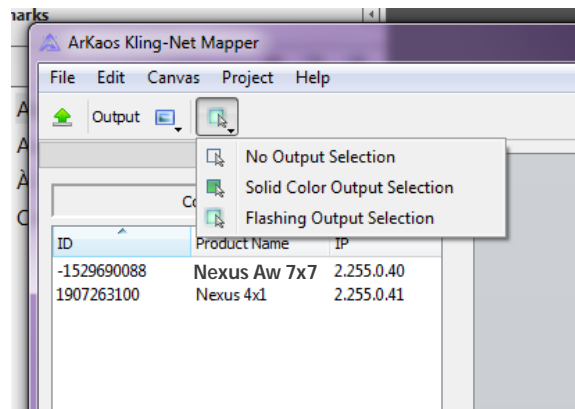 arks
ArKaos Kling-Net Mapper
File Edit Canvas Project Help
Output
No Output Selection
Solid Color Output Selection
Flashing Output Selection
ID Product Name IP
-1529690088 Nexus Aw 7x7 2.255.0.40
1907263100 Nexus 4x1 2.255.0.41